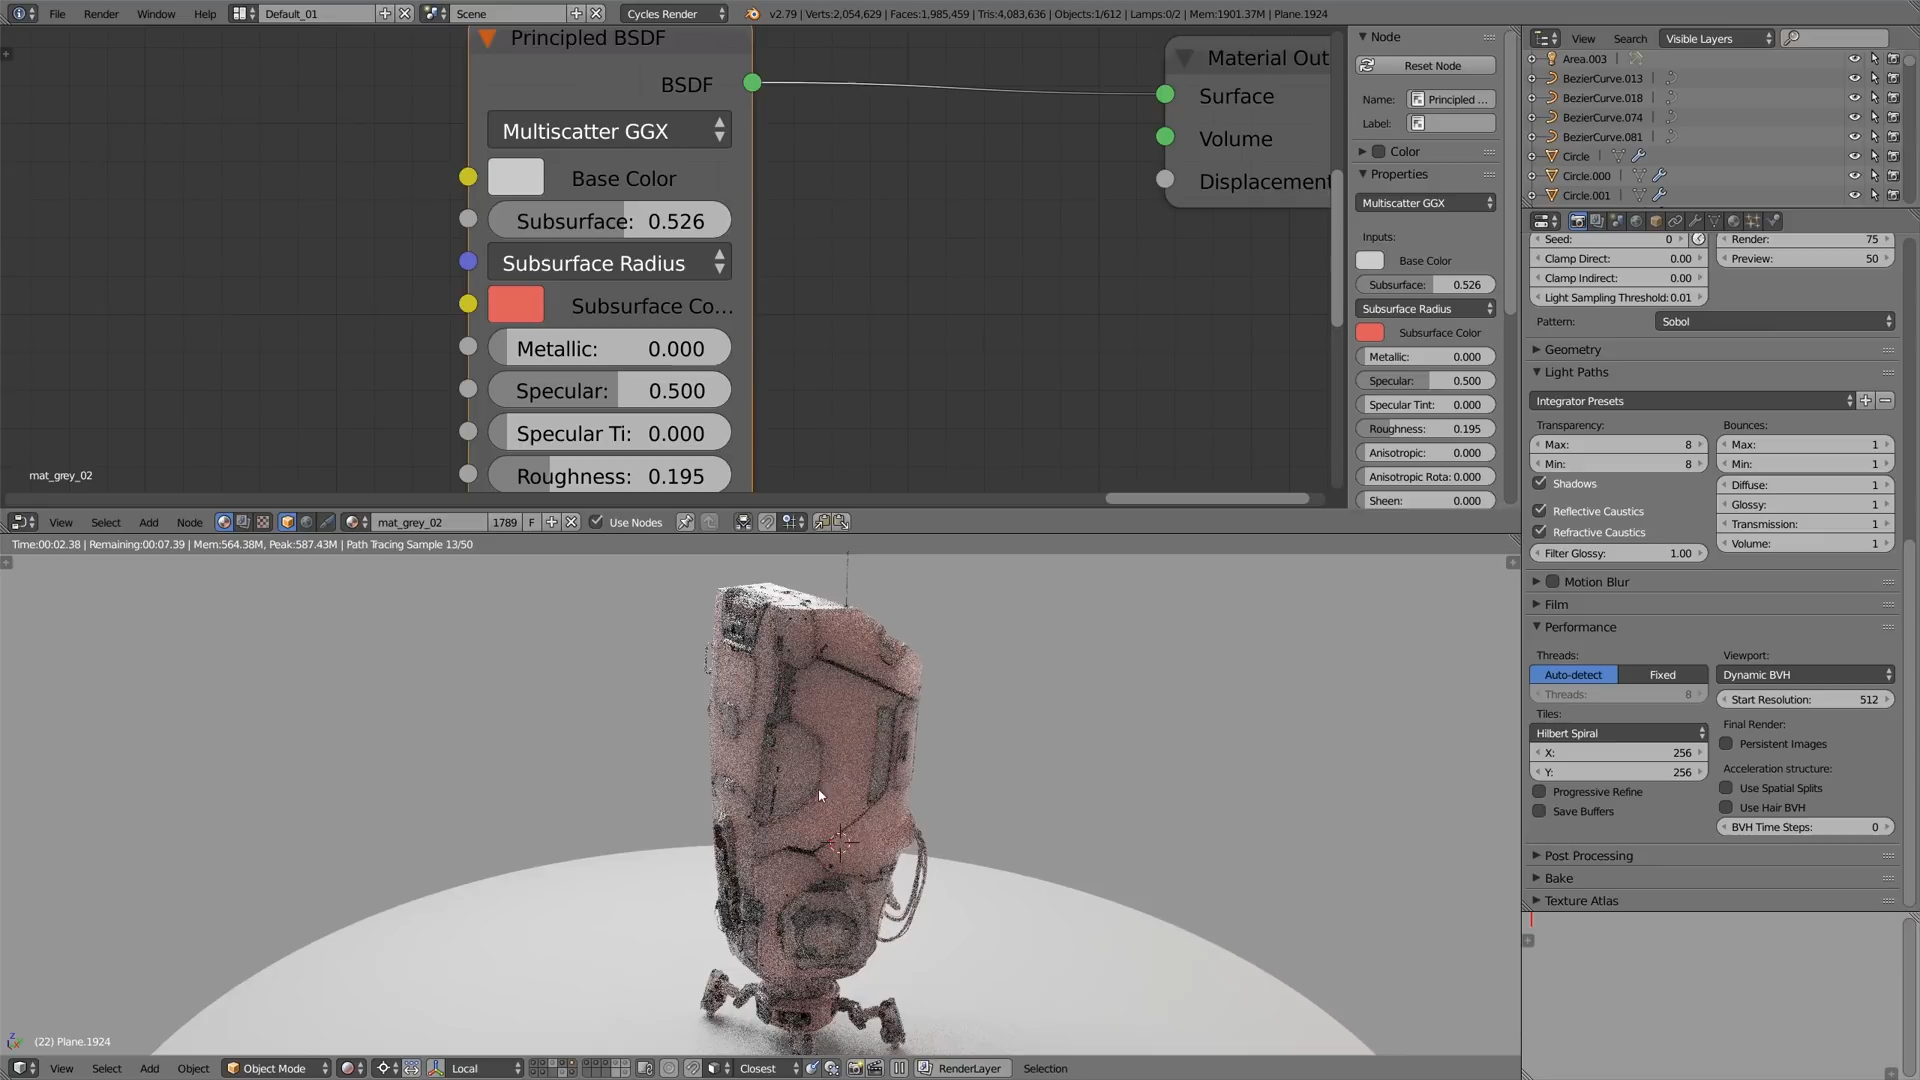 File Render Window Help Default_01 Scene Cycles Render v2.79 | Verts:2,054,629 | Faces:1,985,459 | Tris:4,083,636 | Objects:1/612 | Lamps:0/2 | Mem:1901.37M | Plane.1924
Principled BSDF
BSDF
Multiscatter GGX
Base Color
Subsurface: 0.526
Subsurface Radius
Subsurface Co...
Metallic: 0.000
Specular: 0.500
Specular Ti: 0.000
Roughness: 0.195
Material Out
Surface
Volume
Displacement
mat_grey_02
Node
Reset Node
Name: Principled ...
Label:
Color
Properties
Multiscatter GGX
Inputs:
Base Color
Subsurface: 0.526
Subsurface Radius
Subsurface Color
Metallic: 0.000
Specular: 0.500
Specular Tint: 0.000
Roughness: 0.195
Anisotropic: 0.000
Anisotropic Rota: 0.000
Sheen: 0.000
View Select Add Node mat_grey_02 1789 F Use Nodes
Time:00:02.38 | Remaining:00:07.39 | Mem:564.38M, Peak:587.43M | Path Tracing Sample 13/50
(22) Plane.1924
View Select Add Object Object Mode Local Closest RenderLayer Selection
View Search Visible Layers
Area.003
BezierCurve.013
BezierCurve.018
BezierCurve.074
BezierCurve.081
Circle
Circle.000
Circle.001
Seed: 0 Render: 75
Clamp Direct: 0.00 Preview: 50
Clamp Indirect: 0.00
Light Sampling Threshold: 0.01
Pattern: Sobol
Geometry
Light Paths
Integrator Presets
Transparency: Bounces:
Max: 8 Max: 1
Min: 8 Min: 1
Shadows Diffuse: 1
Reflective Caustics Glossy: 1
Refractive Caustics Transmission: 1
Filter Glossy: 1.00 Volume: 1
Motion Blur
Film
Performance
Threads: Viewport:
Auto-detect Fixed Dynamic BVH
Threads: 8 Start Resolution: 512
Tiles: Final Render:
Hilbert Spiral Persistent Images
X: 256 Acceleration structure:
Y: 256 Use Spatial Splits
Progressive Refine Use Hair BVH
Save Buffers BVH Time Steps: 0
Post Processing
Bake
Texture Atlas